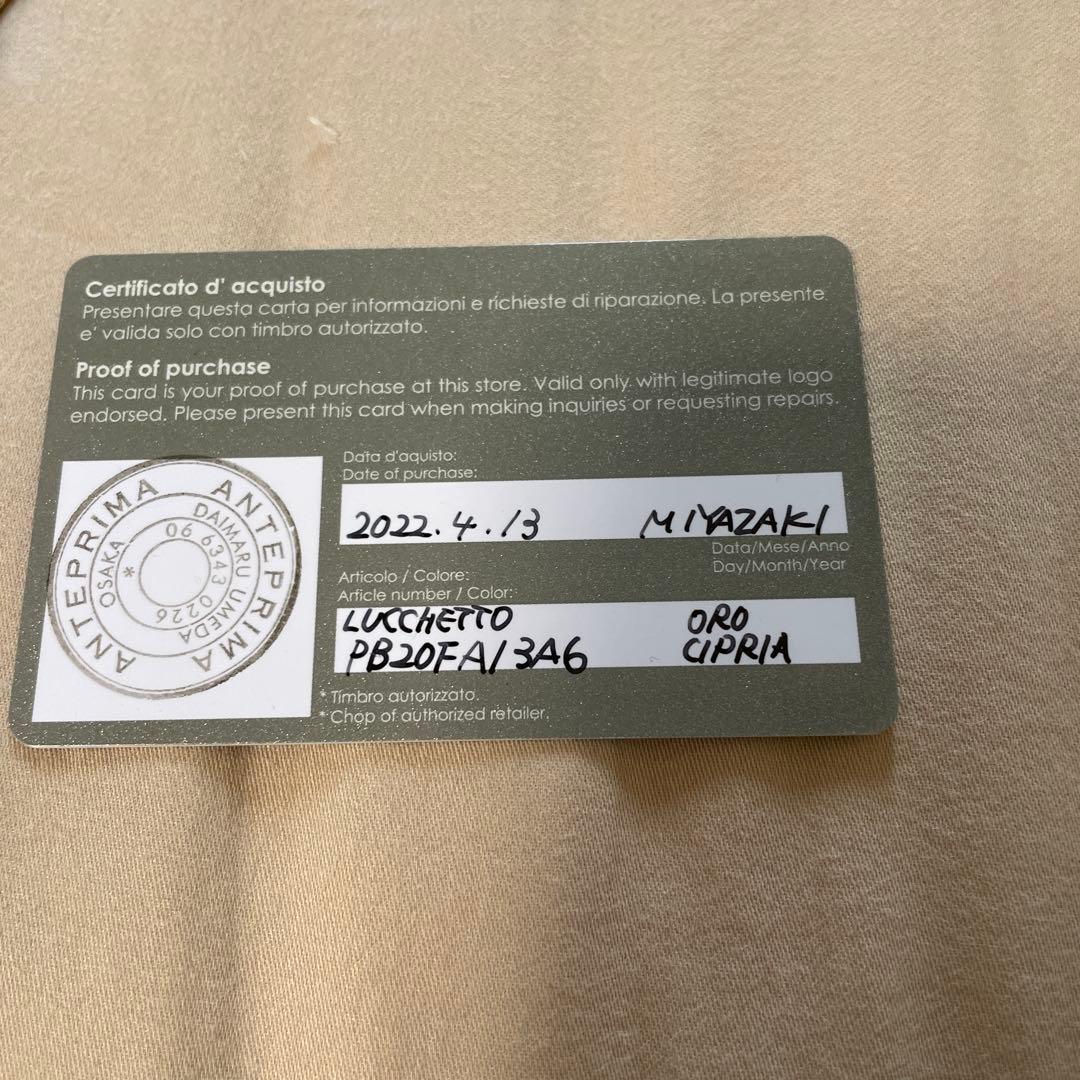 Certificato d' acquisto
Presentare questa carta per informazioni e richieste di riparazione. La presente
e' valida solo con timbro autorizzato.
Proof of purchase
This card is your proof of purchase at this store. Valid only with legitimate logo
endorsed. Please present this card when making inquiries or requesting repairs.
Data d'aquisto:
Date of purchase:
2022.4.13 MIYAZAKI
Data/Mese/Anno
Day/Month/Year
Articolo / Colore:
Article number / Color:
LUCCHETTO ORO
PB20FA13A6 CIPRIA
* Timbro autorizzato.
* Chop of authorized retailer.
ANTEPRIMA ANTEPRIMA
OSAKA DAIMARU UMEDA
06 6343 0226 *